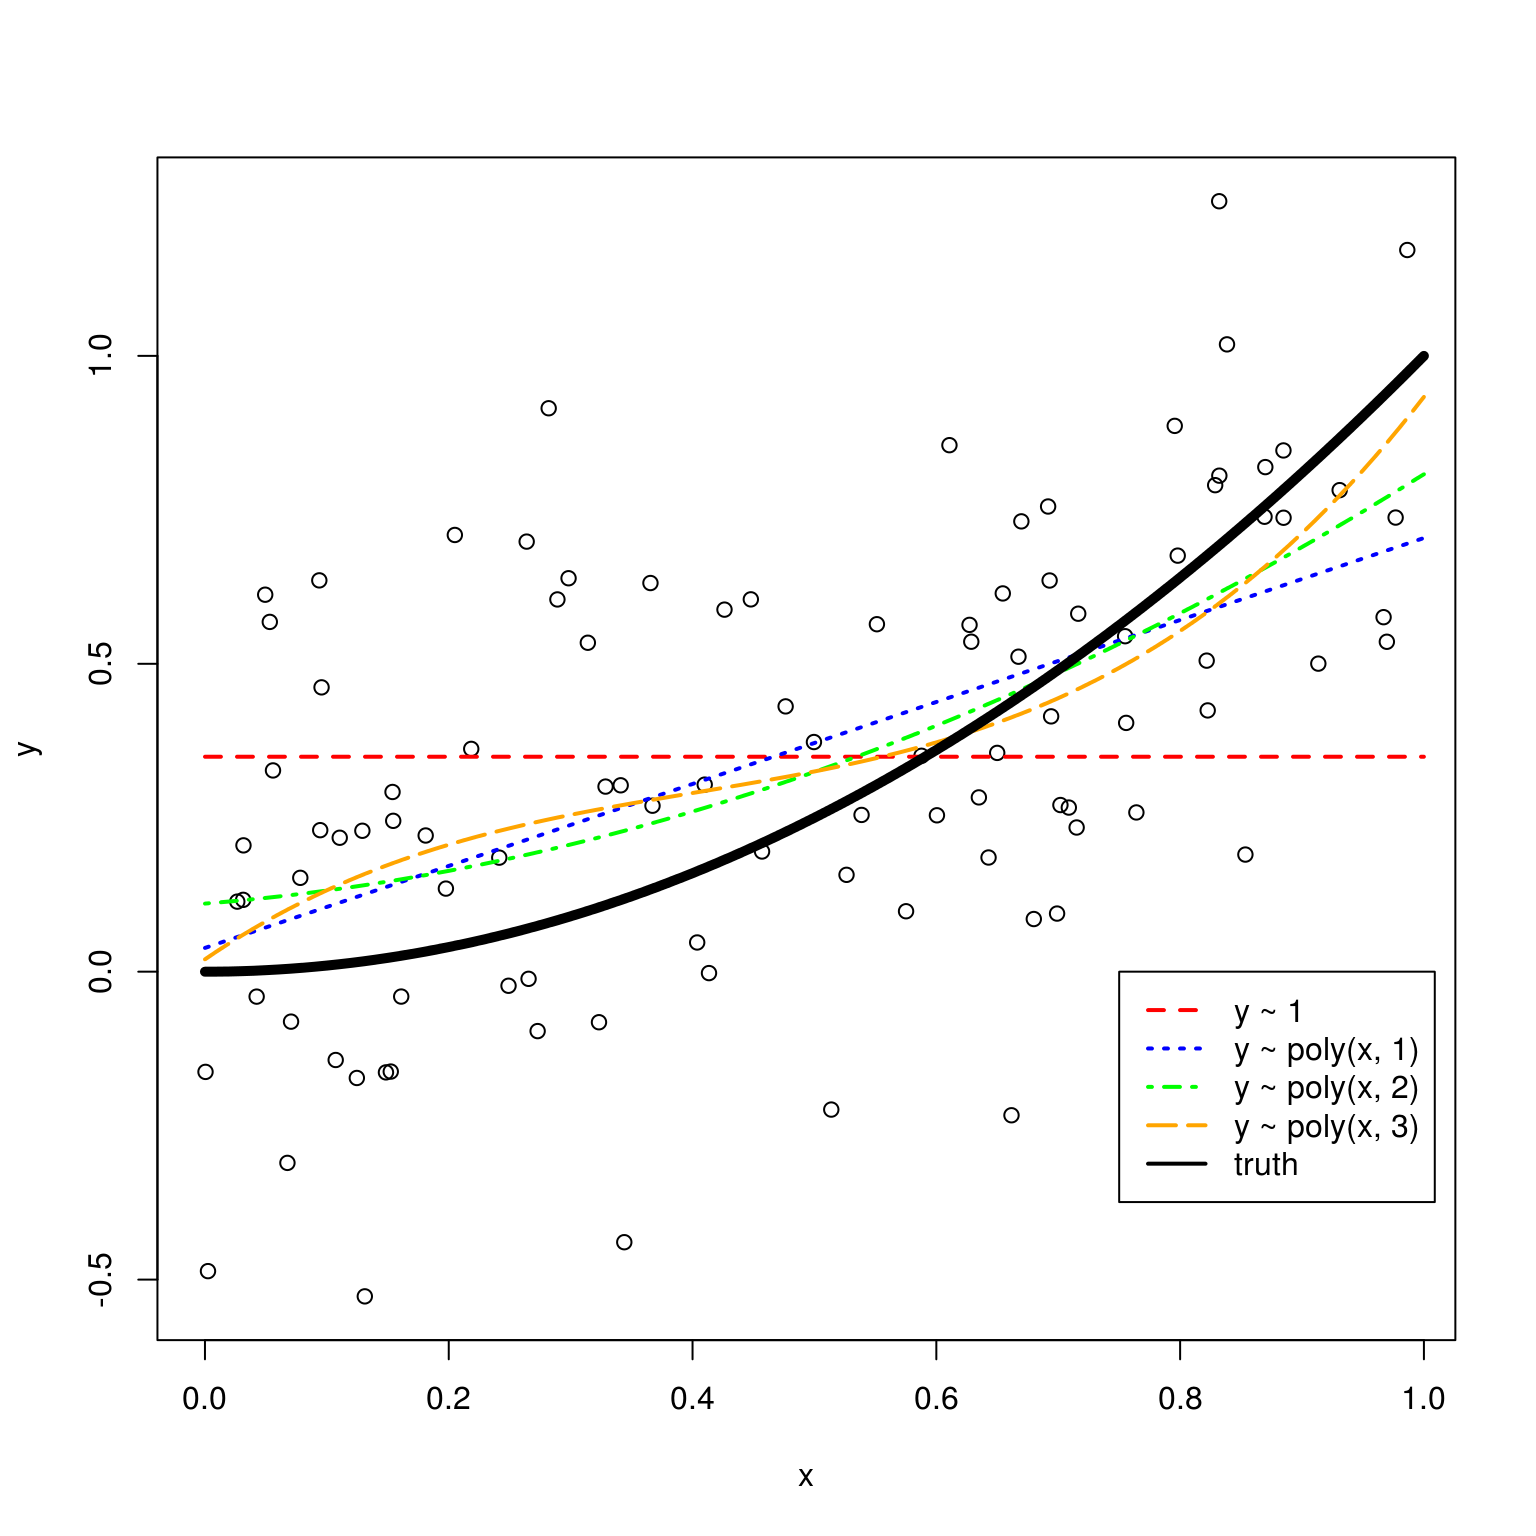 y
1.0
0.5
0.0
-0.5
0.0 0.2 0.4 0.6 0.8 1.0
x
y ~ 1
y ~ poly(x, 1)
y ~ poly(x, 2)
y ~ poly(x, 3)
truth